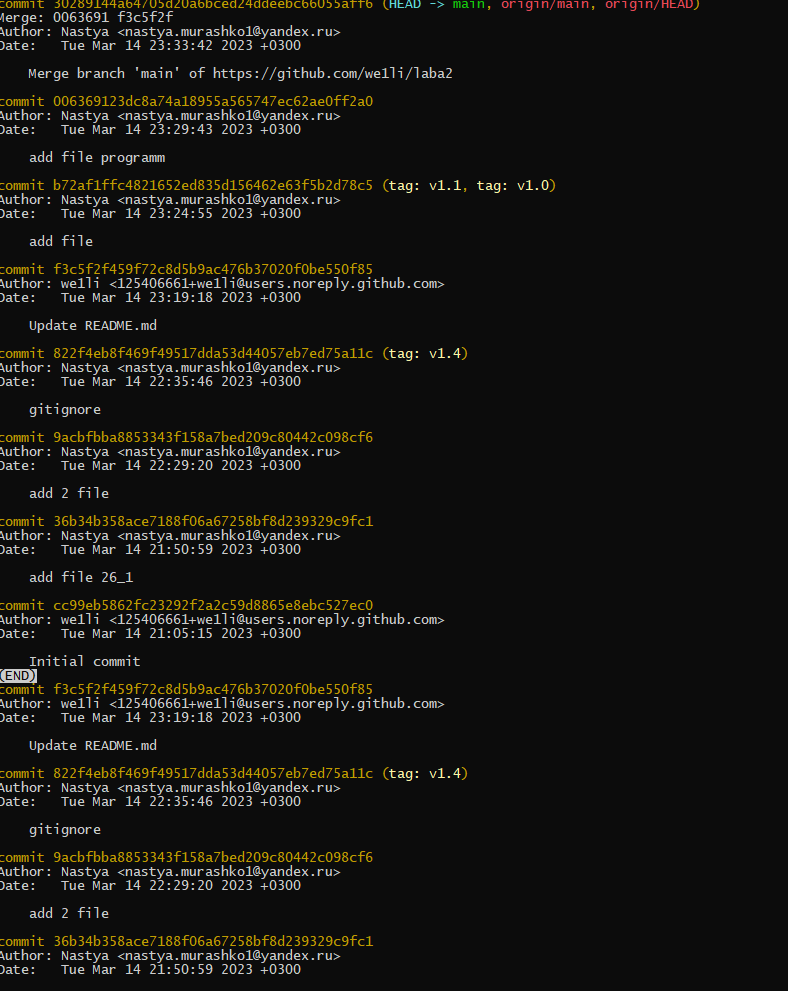 commit 30289144a64705d20a6bced24ddeebc66055aff6 (HEAD -> main, origin/main, origin/HEAD)
Merge: 0063691 f3c5f2f
Author: Nastya <nastya.murashko1@yandex.ru>
Date:   Tue Mar 14 23:33:42 2023 +0300
Merge branch 'main' of https://github.com/we1li/laba2
commit 006369123dc8a74a18955a565747ec62ae0ff2a0
Author: Nastya <nastya.murashko1@yandex.ru>
Date:   Tue Mar 14 23:29:43 2023 +0300
add file programm
commit b72af1ffc4821652ed835d156462e63f5b2d78c5 (tag: v1.1, tag: v1.0)
Author: Nastya <nastya.murashko1@yandex.ru>
Date:   Tue Mar 14 23:24:55 2023 +0300
add file
commit f3c5f2f459f72c8d5b9ac476b37020f0be550f85
Author: we1li <125406661+we1li@users.noreply.github.com>
Date:   Tue Mar 14 23:19:18 2023 +0300
Update README.md
commit 822f4eb8f469f49517dda53d44057eb7ed75a11c (tag: v1.4)
Author: Nastya <nastya.murashko1@yandex.ru>
Date:   Tue Mar 14 22:35:46 2023 +0300
gitignore
commit 9acbfbba8853343f158a7bed209c80442c098cf6
Author: Nastya <nastya.murashko1@yandex.ru>
Date:   Tue Mar 14 22:29:20 2023 +0300
add 2 file
commit 36b34b358ace7188f06a67258bf8d239329c9fc1
Author: Nastya <nastya.murashko1@yandex.ru>
Date:   Tue Mar 14 21:50:59 2023 +0300
add file 26_1
commit cc99eb5862fc23292f2a2c59d8865e8ebc527ec0
Author: we1li <125406661+we1li@users.noreply.github.com>
Date:   Tue Mar 14 21:05:15 2023 +0300
Initial commit
(END)
commit f3c5f2f459f72c8d5b9ac476b37020f0be550f85
Author: we1li <125406661+we1li@users.noreply.github.com>
Date:   Tue Mar 14 23:19:18 2023 +0300
Update README.md
commit 822f4eb8f469f49517dda53d44057eb7ed75a11c (tag: v1.4)
Author: Nastya <nastya.murashko1@yandex.ru>
Date:   Tue Mar 14 22:35:46 2023 +0300
gitignore
commit 9acbfbba8853343f158a7bed209c80442c098cf6
Author: Nastya <nastya.murashko1@yandex.ru>
Date:   Tue Mar 14 22:29:20 2023 +0300
add 2 file
commit 36b34b358ace7188f06a67258bf8d239329c9fc1
Author: Nastya <nastya.murashko1@yandex.ru>
Date:   Tue Mar 14 21:50:59 2023 +0300